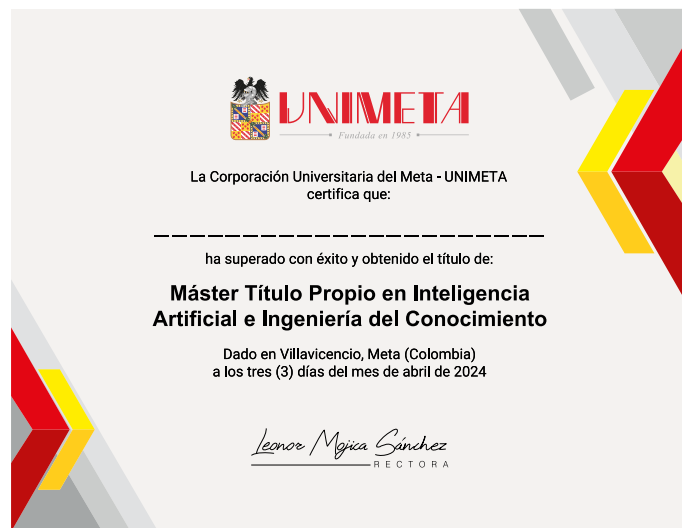 UNIMETA
Fundada en 1985
La Corporación Universitaria del Meta - UNIMETA
certifica que:
ha superado con éxito y obtenido el título de:
Máster Título Propio en Inteligencia
Artificial e Ingeniería del Conocimiento
Dado en Villavicencio, Meta (Colombia)
a los tres (3) días del mes de abril de 2024
Leonor Mojica Sánchez
RECTORA